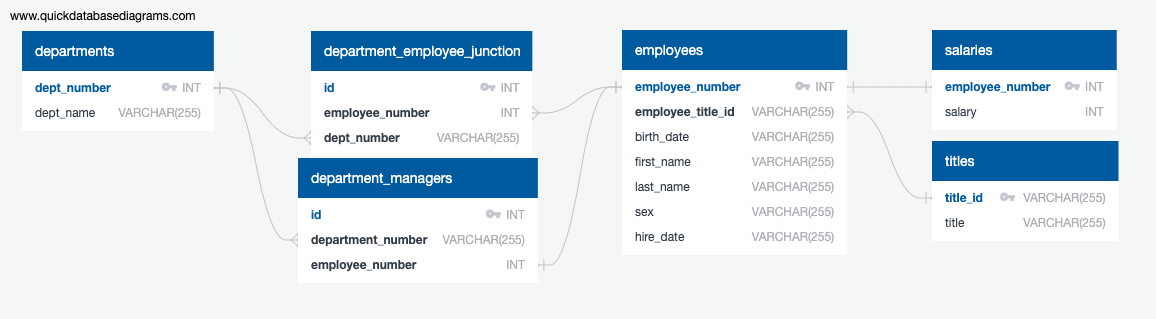 www.quickdatabasediagrams.com
departments
dept_number INT
dept_name VARCHAR(255)
department_employee_junction
id INT
employee_number INT
dept_number VARCHAR(255)
department_managers
id INT
department_number VARCHAR(255)
employee_number INT
employees
employee_number INT
employee_title_id VARCHAR(255)
birth_date VARCHAR(255)
first_name VARCHAR(255)
last_name VARCHAR(255)
sex VARCHAR(255)
hire_date VARCHAR(255)
salaries
employee_number INT
salary INT
titles
title_id VARCHAR(255)
title VARCHAR(255)